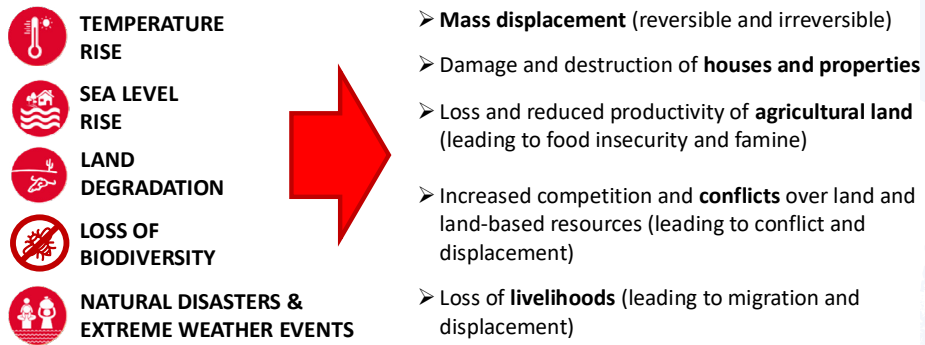 TEMPERATURE
RISE
SEA LEVEL
RISE
LAND
DEGRADATION
LOSS OF
BIODIVERSITY
NATURAL DISASTERS &
EXTREME WEATHER EVENTS
➢ Mass displacement (reversible and irreversible)
➢ Damage and destruction of houses and properties
➢ Loss and reduced productivity of agricultural land
(leading to food insecurity and famine)
➢ Increased competition and conflicts over land and
land-based resources (leading to conflict and
displacement)
➢ Loss of livelihoods (leading to migration and
displacement)